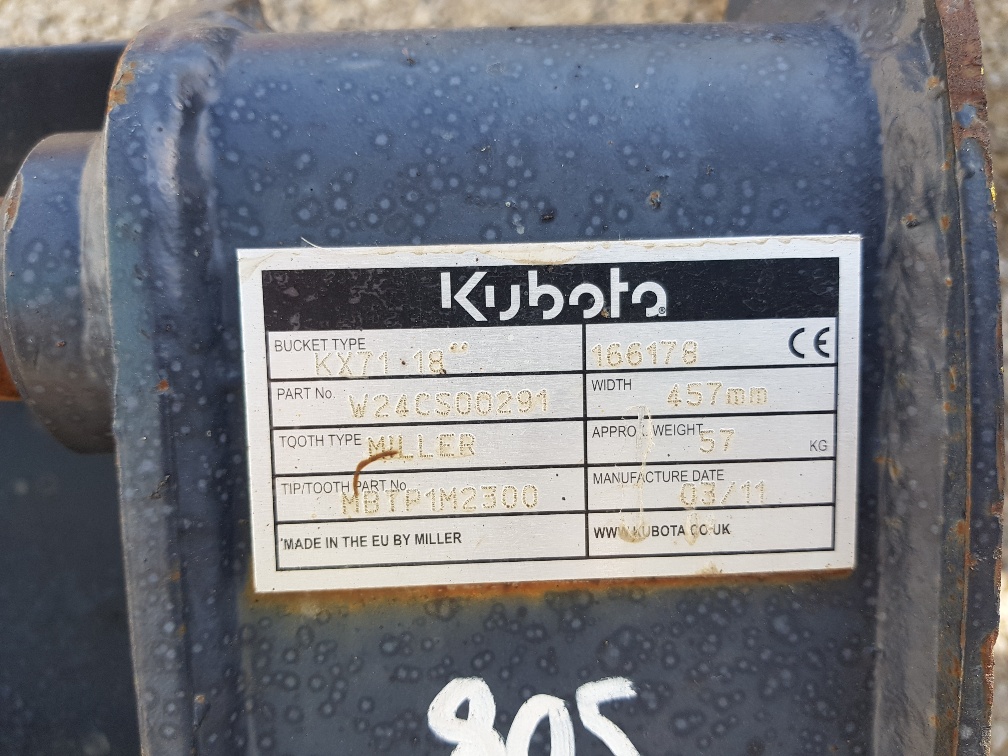 Kubota®
BUCKET TYPE KX71 18"
166178 CE
PART No. W24CS00291
WIDTH 457mm
TOOTH TYPE MILLER
APPROX WEIGHT 57 KG
TIP/TOOTH PART No. MBTP1M2300
MANUFACTURE DATE 03/11
MADE IN THE EU BY MILLER
WWW.KUBOTA.CO.UK
805